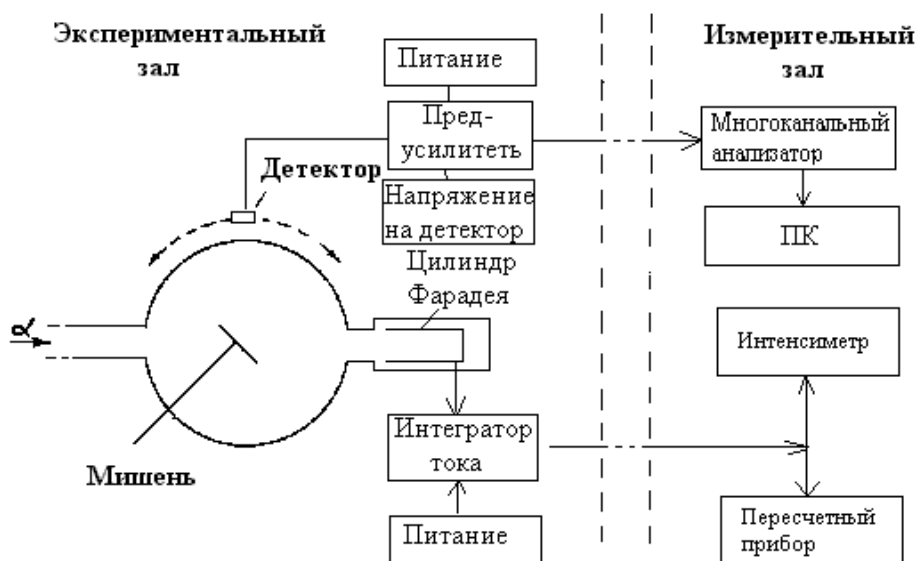 Экспериментальный
зал
Измерительный
зал
Питание
Пред-
усилитеть
Напряжение
на детектор
Детектор
Многоканальный
анализатор
ПК
Цилиндр
Фарадея
α
Интенсиметр
Интегратор
тока
Мишень
Питание
Пересчетный
прибор